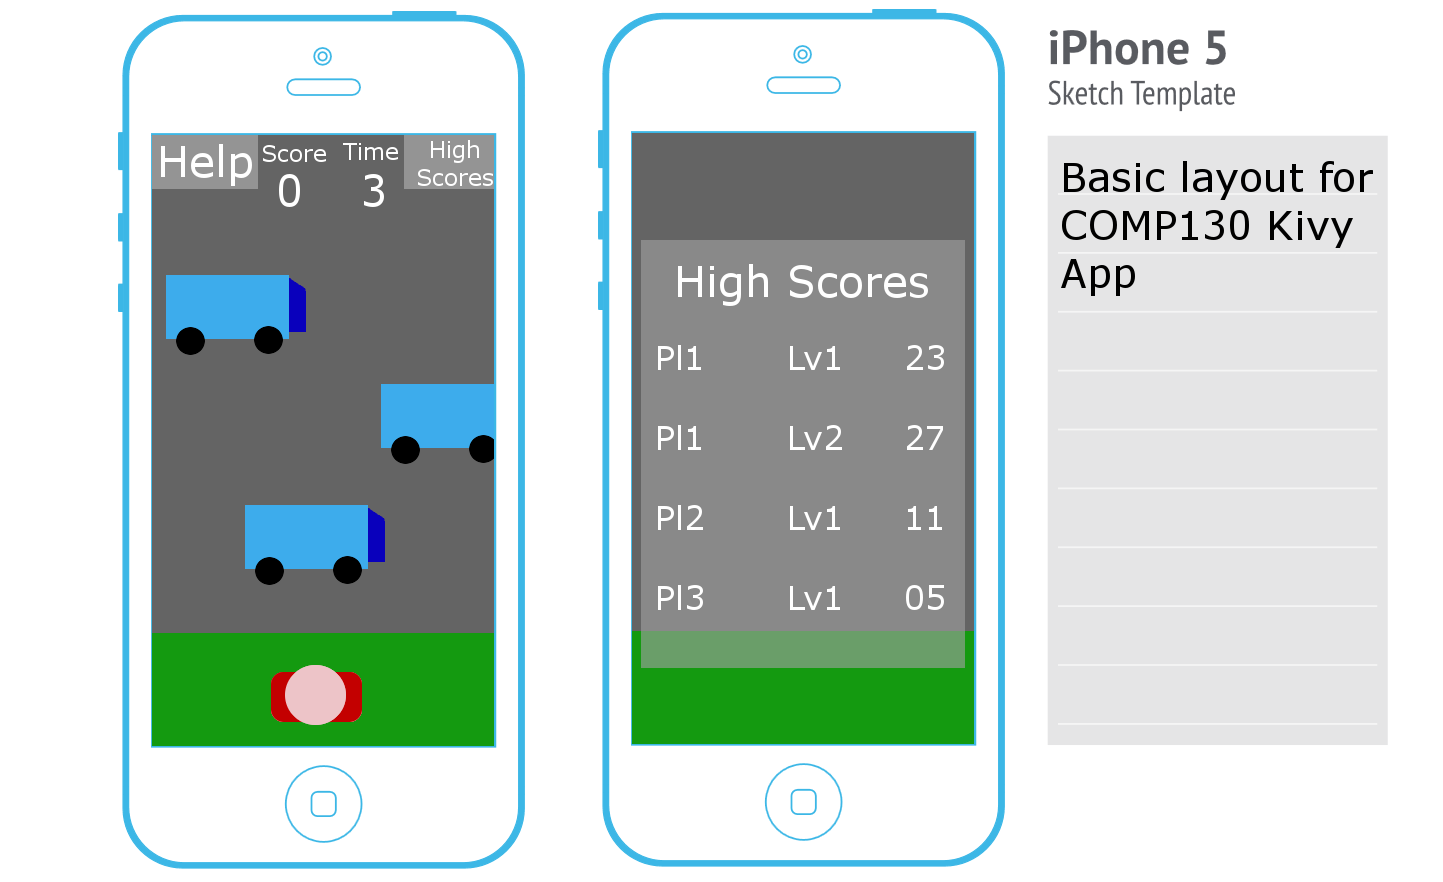 Help
Score
0
Time
3
High
Scores
High Scores
Pl1 Lv1 23
Pl1 Lv2 27
Pl2 Lv1 11
Pl3 Lv1 05
iPhone 5
Sketch Template
Basic layout for
COMP130 Kivy
App